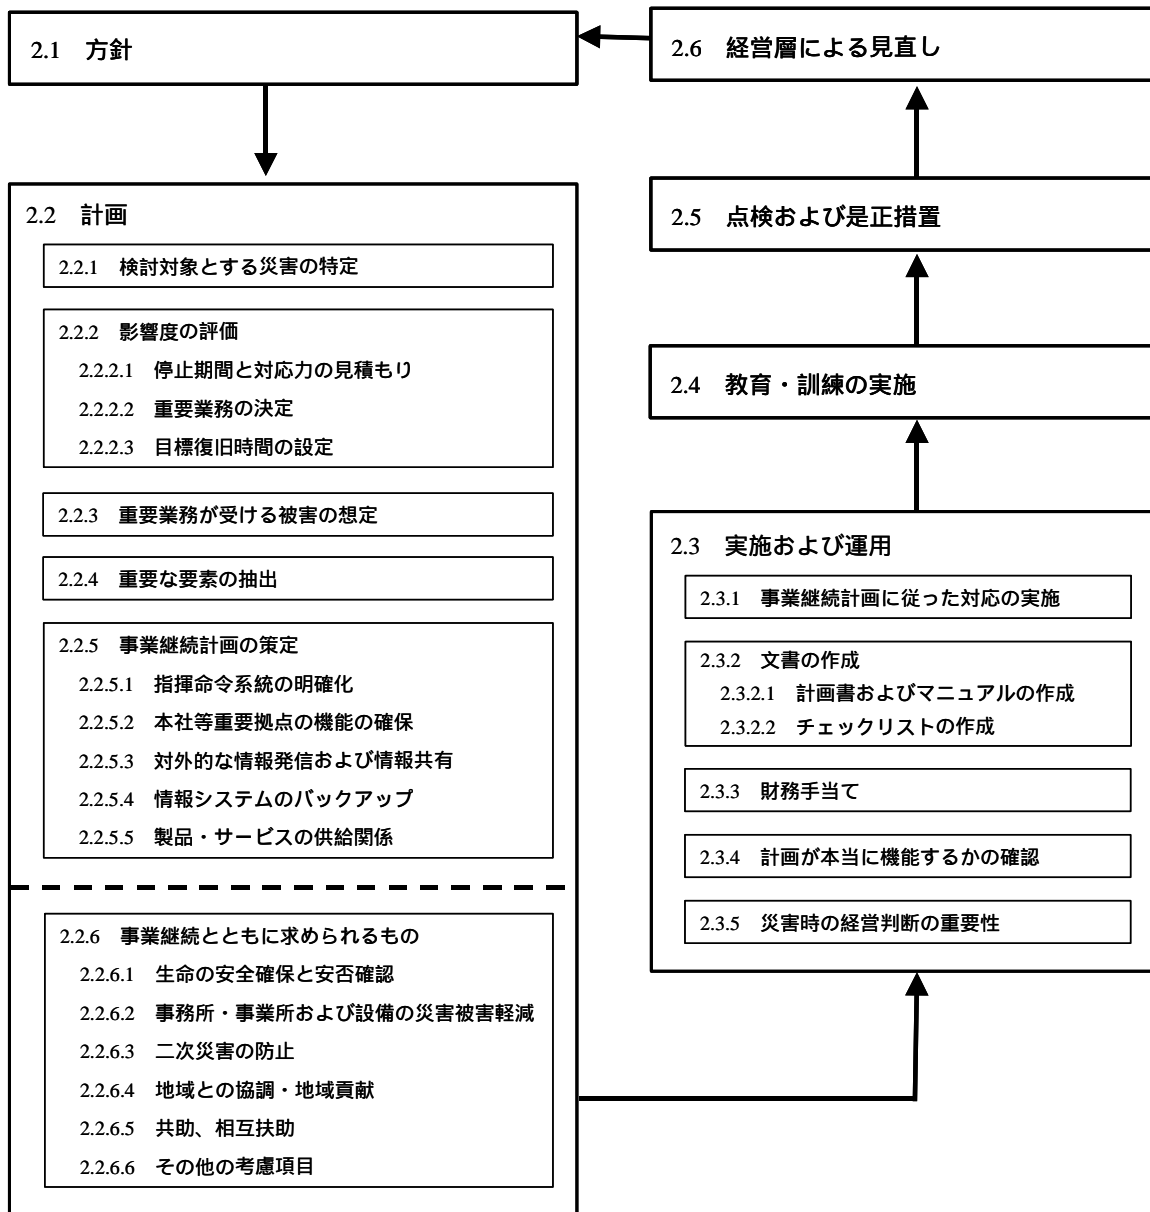 2.1 方針
2.2 計画
2.2.1 検討対象とする災害の特定
2.2.2 影響度の評価
2.2.2.1 停止期間と対応力の見積もり
2.2.2.2 重要業務の決定
2.2.2.3 目標復旧時間の設定
2.2.3 重要業務が受ける被害の想定
2.2.4 重要な要素の抽出
2.2.5 事業継続計画の策定
2.2.5.1 指揮命令系統の明確化
2.2.5.2 本社等重要拠点の機能の確保
2.2.5.3 対外的な情報発信および情報共有
2.2.5.4 情報システムのバックアップ
2.2.5.5 製品・サービスの供給関係
2.2.6 事業継続とともに求められるもの
2.2.6.1 生命の安全確保と安否確認
2.2.6.2 事務所・事業所および設備の災害被害軽減
2.2.6.3 二次災害の防止
2.2.6.4 地域との協調・地域貢献
2.2.6.5 共助、相互扶助
2.2.6.6 その他の考慮項目
2.3 実施および運用
2.3.1 事業継続計画に従った対応の実施
2.3.2 文書の作成
2.3.2.1 計画書およびマニュアルの作成
2.3.2.2 チェックリストの作成
2.3.3 財務手当て
2.3.4 計画が本当に機能するかの確認
2.3.5 災害時の経営判断の重要性
2.4 教育・訓練の実施
2.5 点検および是正措置
2.6 経営層による見直し